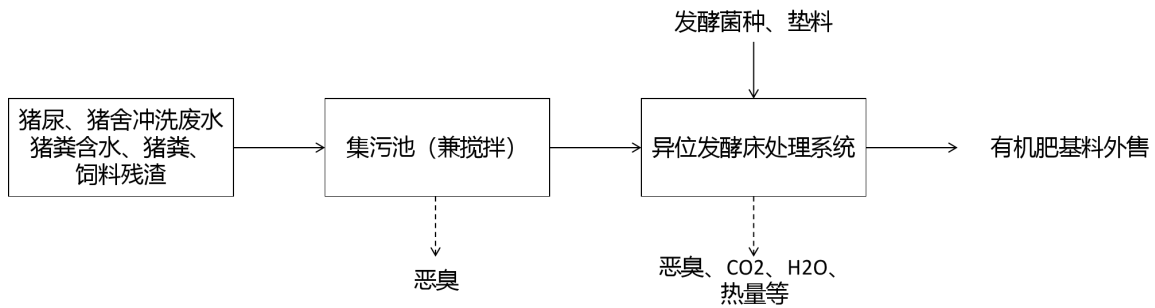 发酵菌种、垫料
猪尿、猪舍冲洗废水
猪粪含水、猪粪、
饲料残渣
集污池（兼搅拌）
异位发酵床处理系统
有机肥基料外售
恶臭
恶臭、CO2、H2O、
热量等